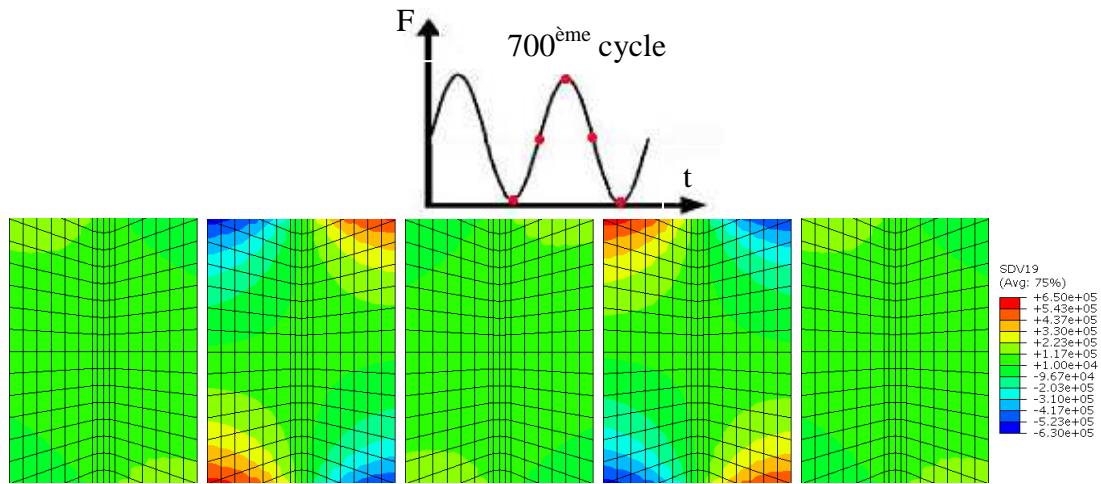 F
700ème cycle
t
SDV19
(Avg: 75%)
+6.50e+05
+5.43e+05
+4.37e+05
+3.30e+05
+2.23e+05
+1.17e+05
+1.00e+04
-9.67e+04
-2.03e+05
-3.10e+05
-4.17e+05
-5.23e+05
-6.30e+05